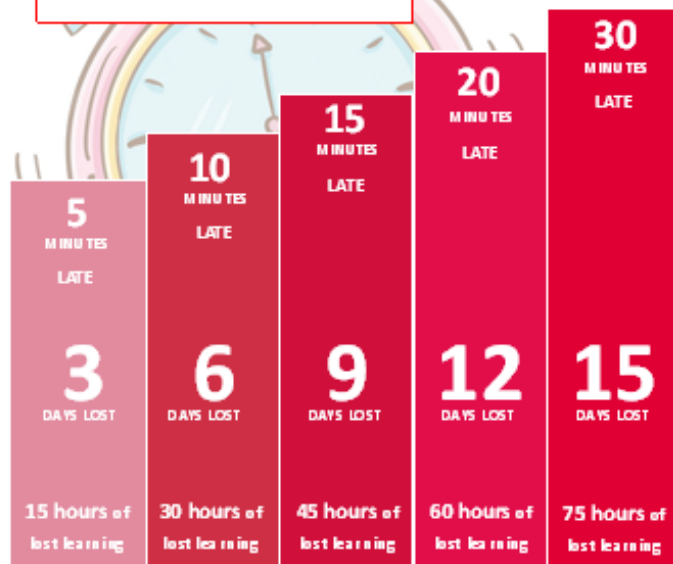 5
MINUTES
LATE
3
DAYS LOST
15 hours of
lost learning
10
MINUTES
LATE
6
DAYS LOST
30 hours of
lost learning
15
MINUTES
LATE
9
DAYS LOST
45 hours of
lost learning
20
MINUTES
LATE
12
DAYS LOST
60 hours of
lost learning
30
MINUTES
LATE
15
DAYS LOST
75 hours of
lost learning